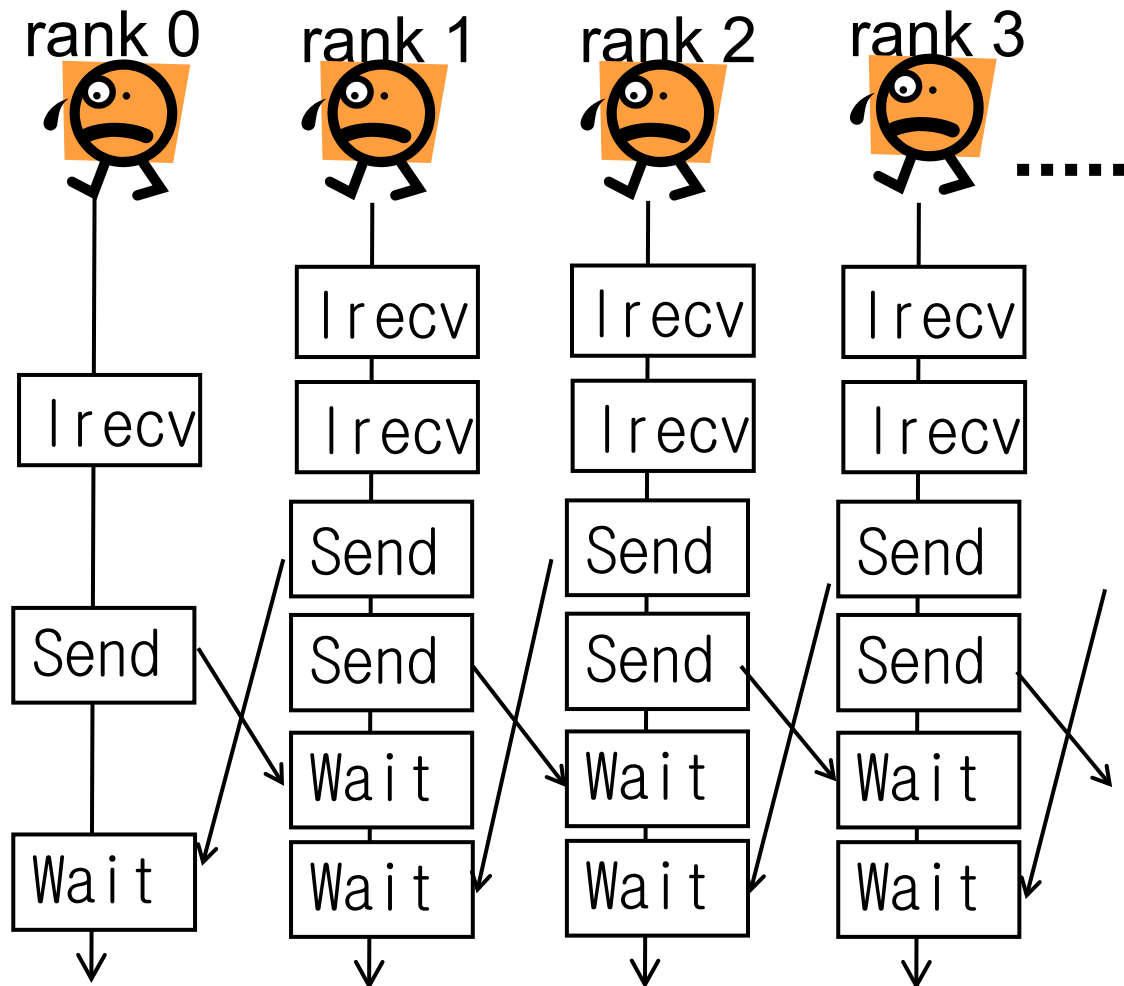 rank 0
rank 1
rank 2
rank 3
.....
Irecv
Irecv
Irecv
Irecv
Irecv
Irecv
Irecv
Send
Send
Send
Send
Send
Send
Send
Wait
Wait
Wait
Wait
Wait
Wait
Wait